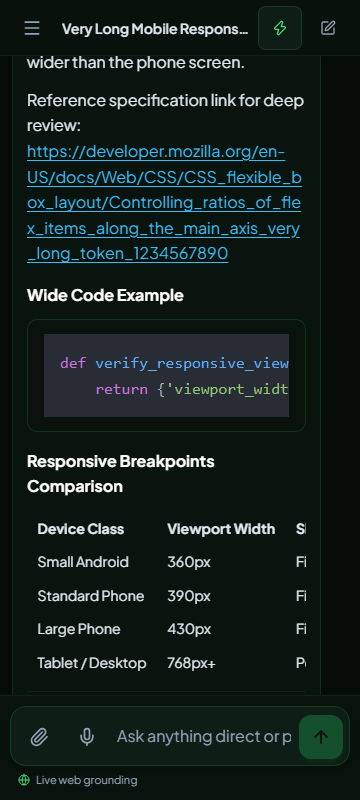 Very Long Mobile Respons...
wider than the phone screen.
Reference specification link for deep
review:
https://developer.mozilla.org/en-
US/docs/Web/CSS/CSS_flexible_b
ox_layout/Controlling_ratios_of_fle
x_items_along_the_main_axis_very
_long_token_1234567890
Wide Code Example
def verify_responsive_view
return {'viewport_widt
Responsive Breakpoints
Comparison
Device Class Viewport Width
Small Android 360px Fi
Standard Phone 390px Fi
Large Phone 430px Fi
Tablet / Desktop 768px+
Ask anything direct or p
Live web grounding